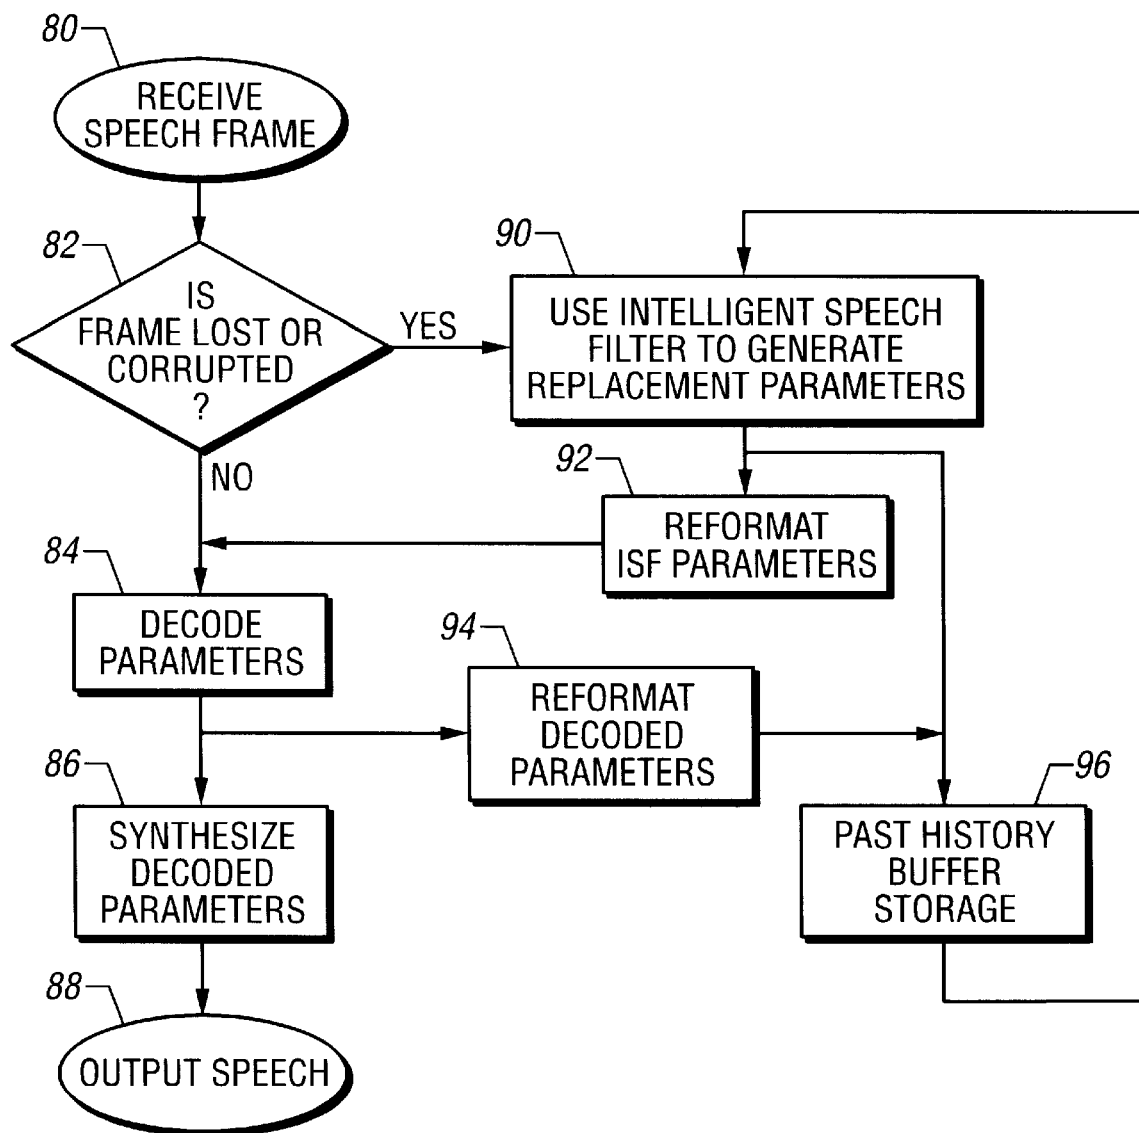 80
RECEIVE
SPEECH FRAME
82
IS
FRAME LOST OR
CORRUPTED
?
YES
NO
90
USE INTELLIGENT SPEECH
FILTER TO GENERATE
REPLACEMENT PARAMETERS
92
REFORMAT
ISF PARAMETERS
84
DECODE
PARAMETERS
94
REFORMAT
DECODED
PARAMETERS
86
SYNTHESIZE
DECODED
PARAMETERS
96
PAST HISTORY
BUFFER
STORAGE
88
OUTPUT SPEECH